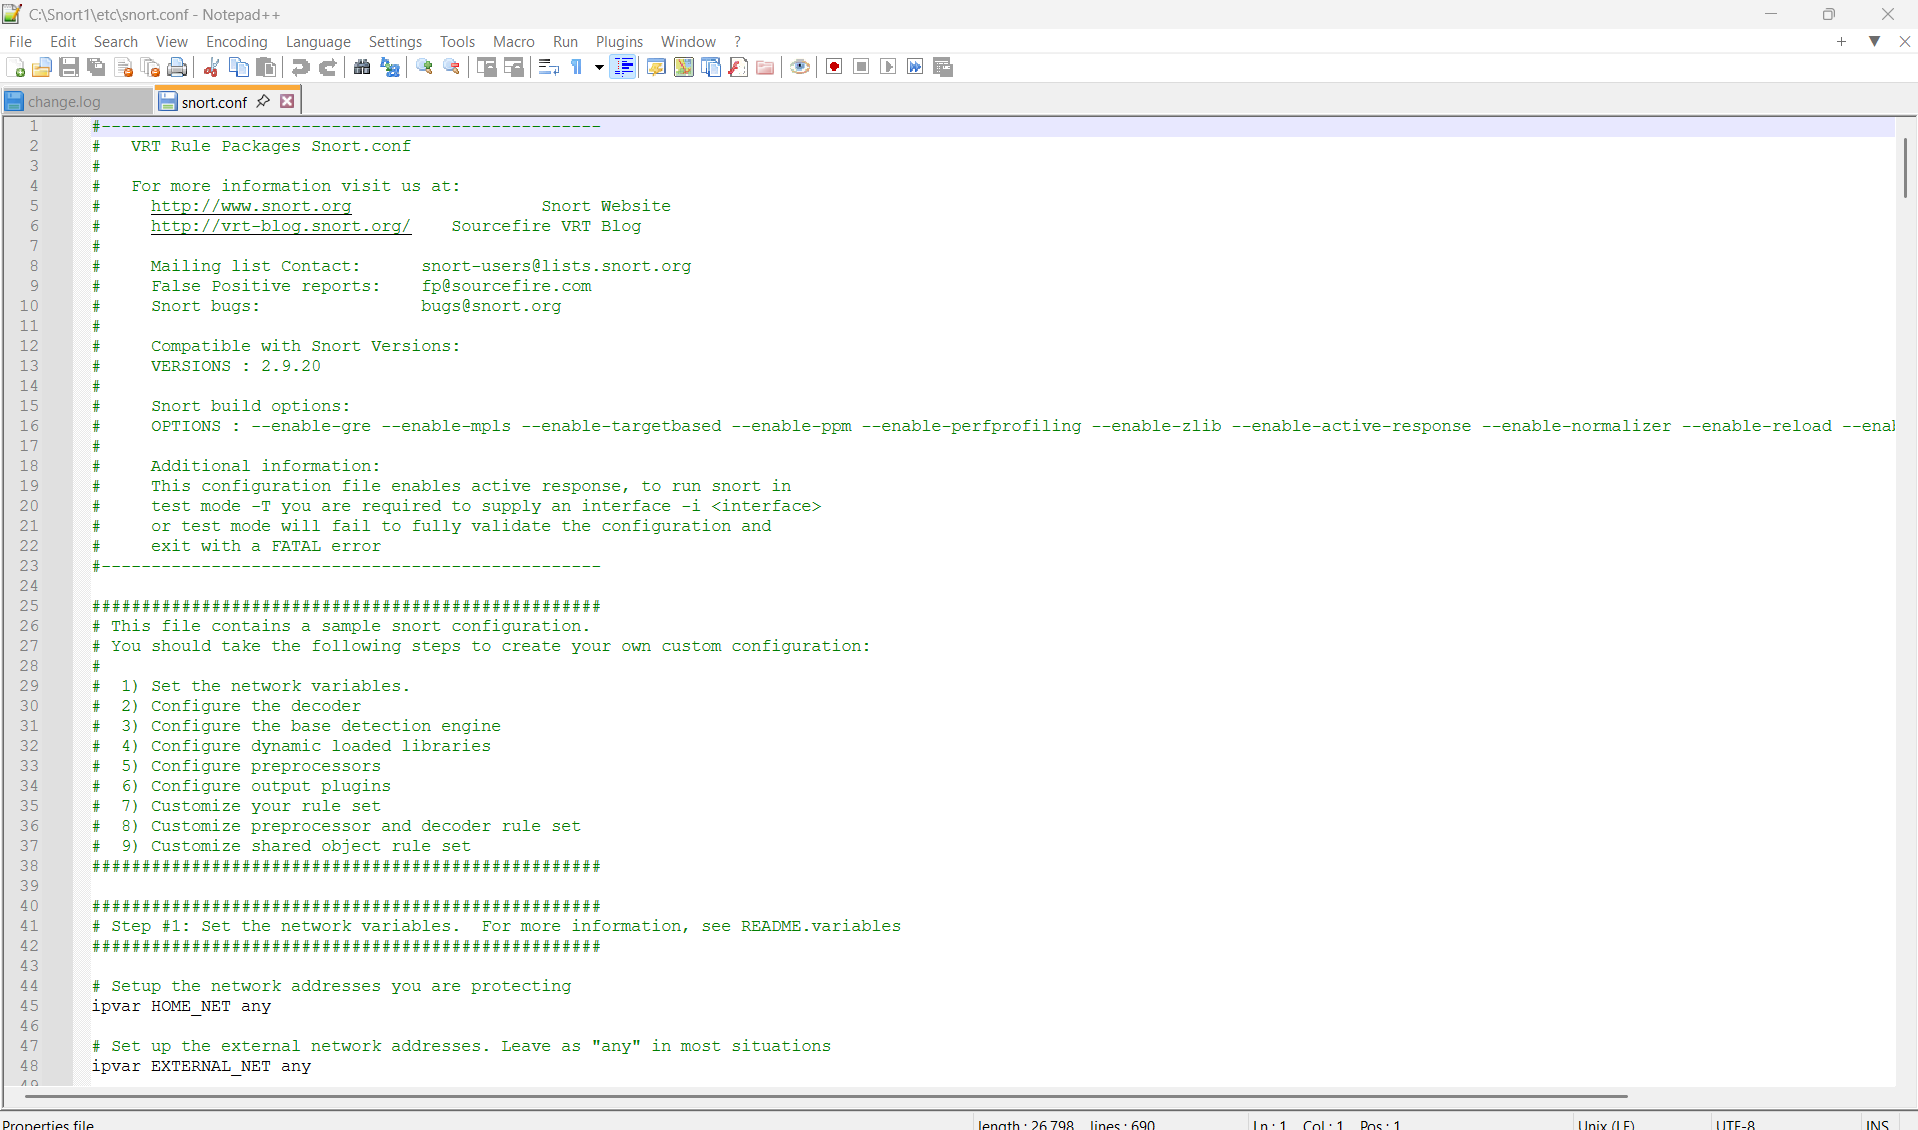 C:\Snort1\etc\snort.conf - Notepad++
File Edit Search View Encoding Language Settings Tools Macro Run Plugins Window ?
change.log snort.conf
1 #--------------------------------------------------
2 #   VRT Rule Packages Snort.conf
3 #
4 #   For more information visit us at:
5 #     http://www.snort.org                   Snort Website
6 #     http://vrt-blog.snort.org/    Sourcefire VRT Blog
7 #
8 #     Mailing list Contact:      snort-users@lists.snort.org
9 #     False Positive reports:    fp@sourcefire.com
10 #     Snort bugs:                bugs@snort.org
11 #
12 #     Compatible with Snort Versions:
13 #     VERSIONS : 2.9.20
14 #
15 #     Snort build options:
16 #     OPTIONS : --enable-gre --enable-mpls --enable-targetbased --enable-ppm --enable-perfprofiling --enable-zlib --enable-active-response --enable-normalizer --enable-reload
17 #
18 #     Additional information:
19 #     This configuration file enables active response, to run snort in
20 #     test mode -T you are required to supply an interface -i <interface>
21 #     or test mode will fail to fully validate the configuration and
22 #     exit with a FATAL error
23 #--------------------------------------------------
24
25 ###################################################
26 # This file contains a sample snort configuration.
27 # You should take the following steps to create your own custom configuration:
28 #
29 #  1) Set the network variables.
30 #  2) Configure the decoder
31 #  3) Configure the base detection engine
32 #  4) Configure dynamic loaded libraries
33 #  5) Configure preprocessors
34 #  6) Configure output plugins
35 #  7) Customize your rule set
36 #  8) Customize preprocessor and decoder rule set
37 #  9) Customize shared object rule set
38 ###################################################
39
40 ###################################################
41 # Step #1: Set the network variables.  For more information, see README.variables
42 ###################################################
43
44 # Setup the network addresses you are protecting
45 ipvar HOME_NET any
46
47 # Set up the external network addresses. Leave as "any" in most situations
48 ipvar EXTERNAL_NET any
49
Properties file length : 26,798 lines : 690 Ln : 1 Col : 1 Pos : 1 Unix (LF) UTF-8 INS